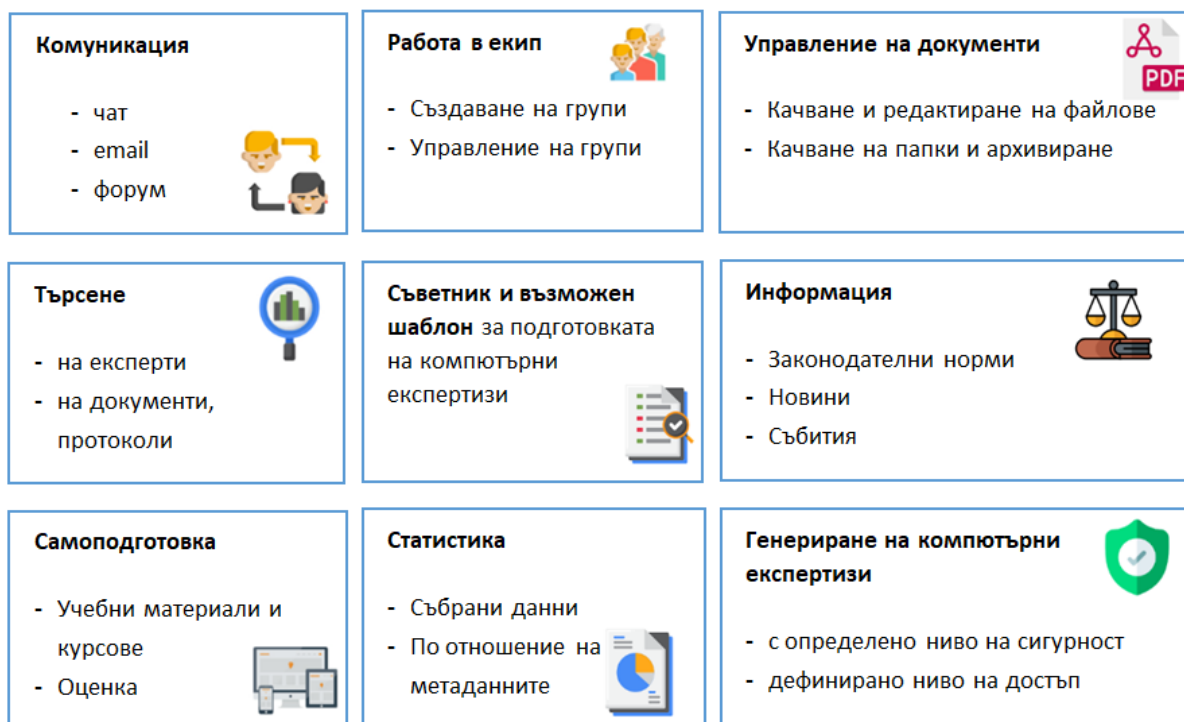 Комуникация
- чат
- email
- форум
Работа в екип
- Създаване на групи
- Управление на групи
Управление на документи
PDF
- Качване и редактиране на файлове
- Качване на папки и архивиране
Търсене
- на експерти
- на документи,
протоколи
Съветник и възможен
шаблон за подготовката
на компютърни
експертизи
Информация
- Законодателни норми
- Новини
- Събития
Самоподготовка
- Учебни материали и
курсове
- Оценка
Статистика
- Събрани данни
- По отношение на
метаданните
Генериране на компютърни
експертизи
- с определено ниво на сигурност
- дефинирано ниво на достъп